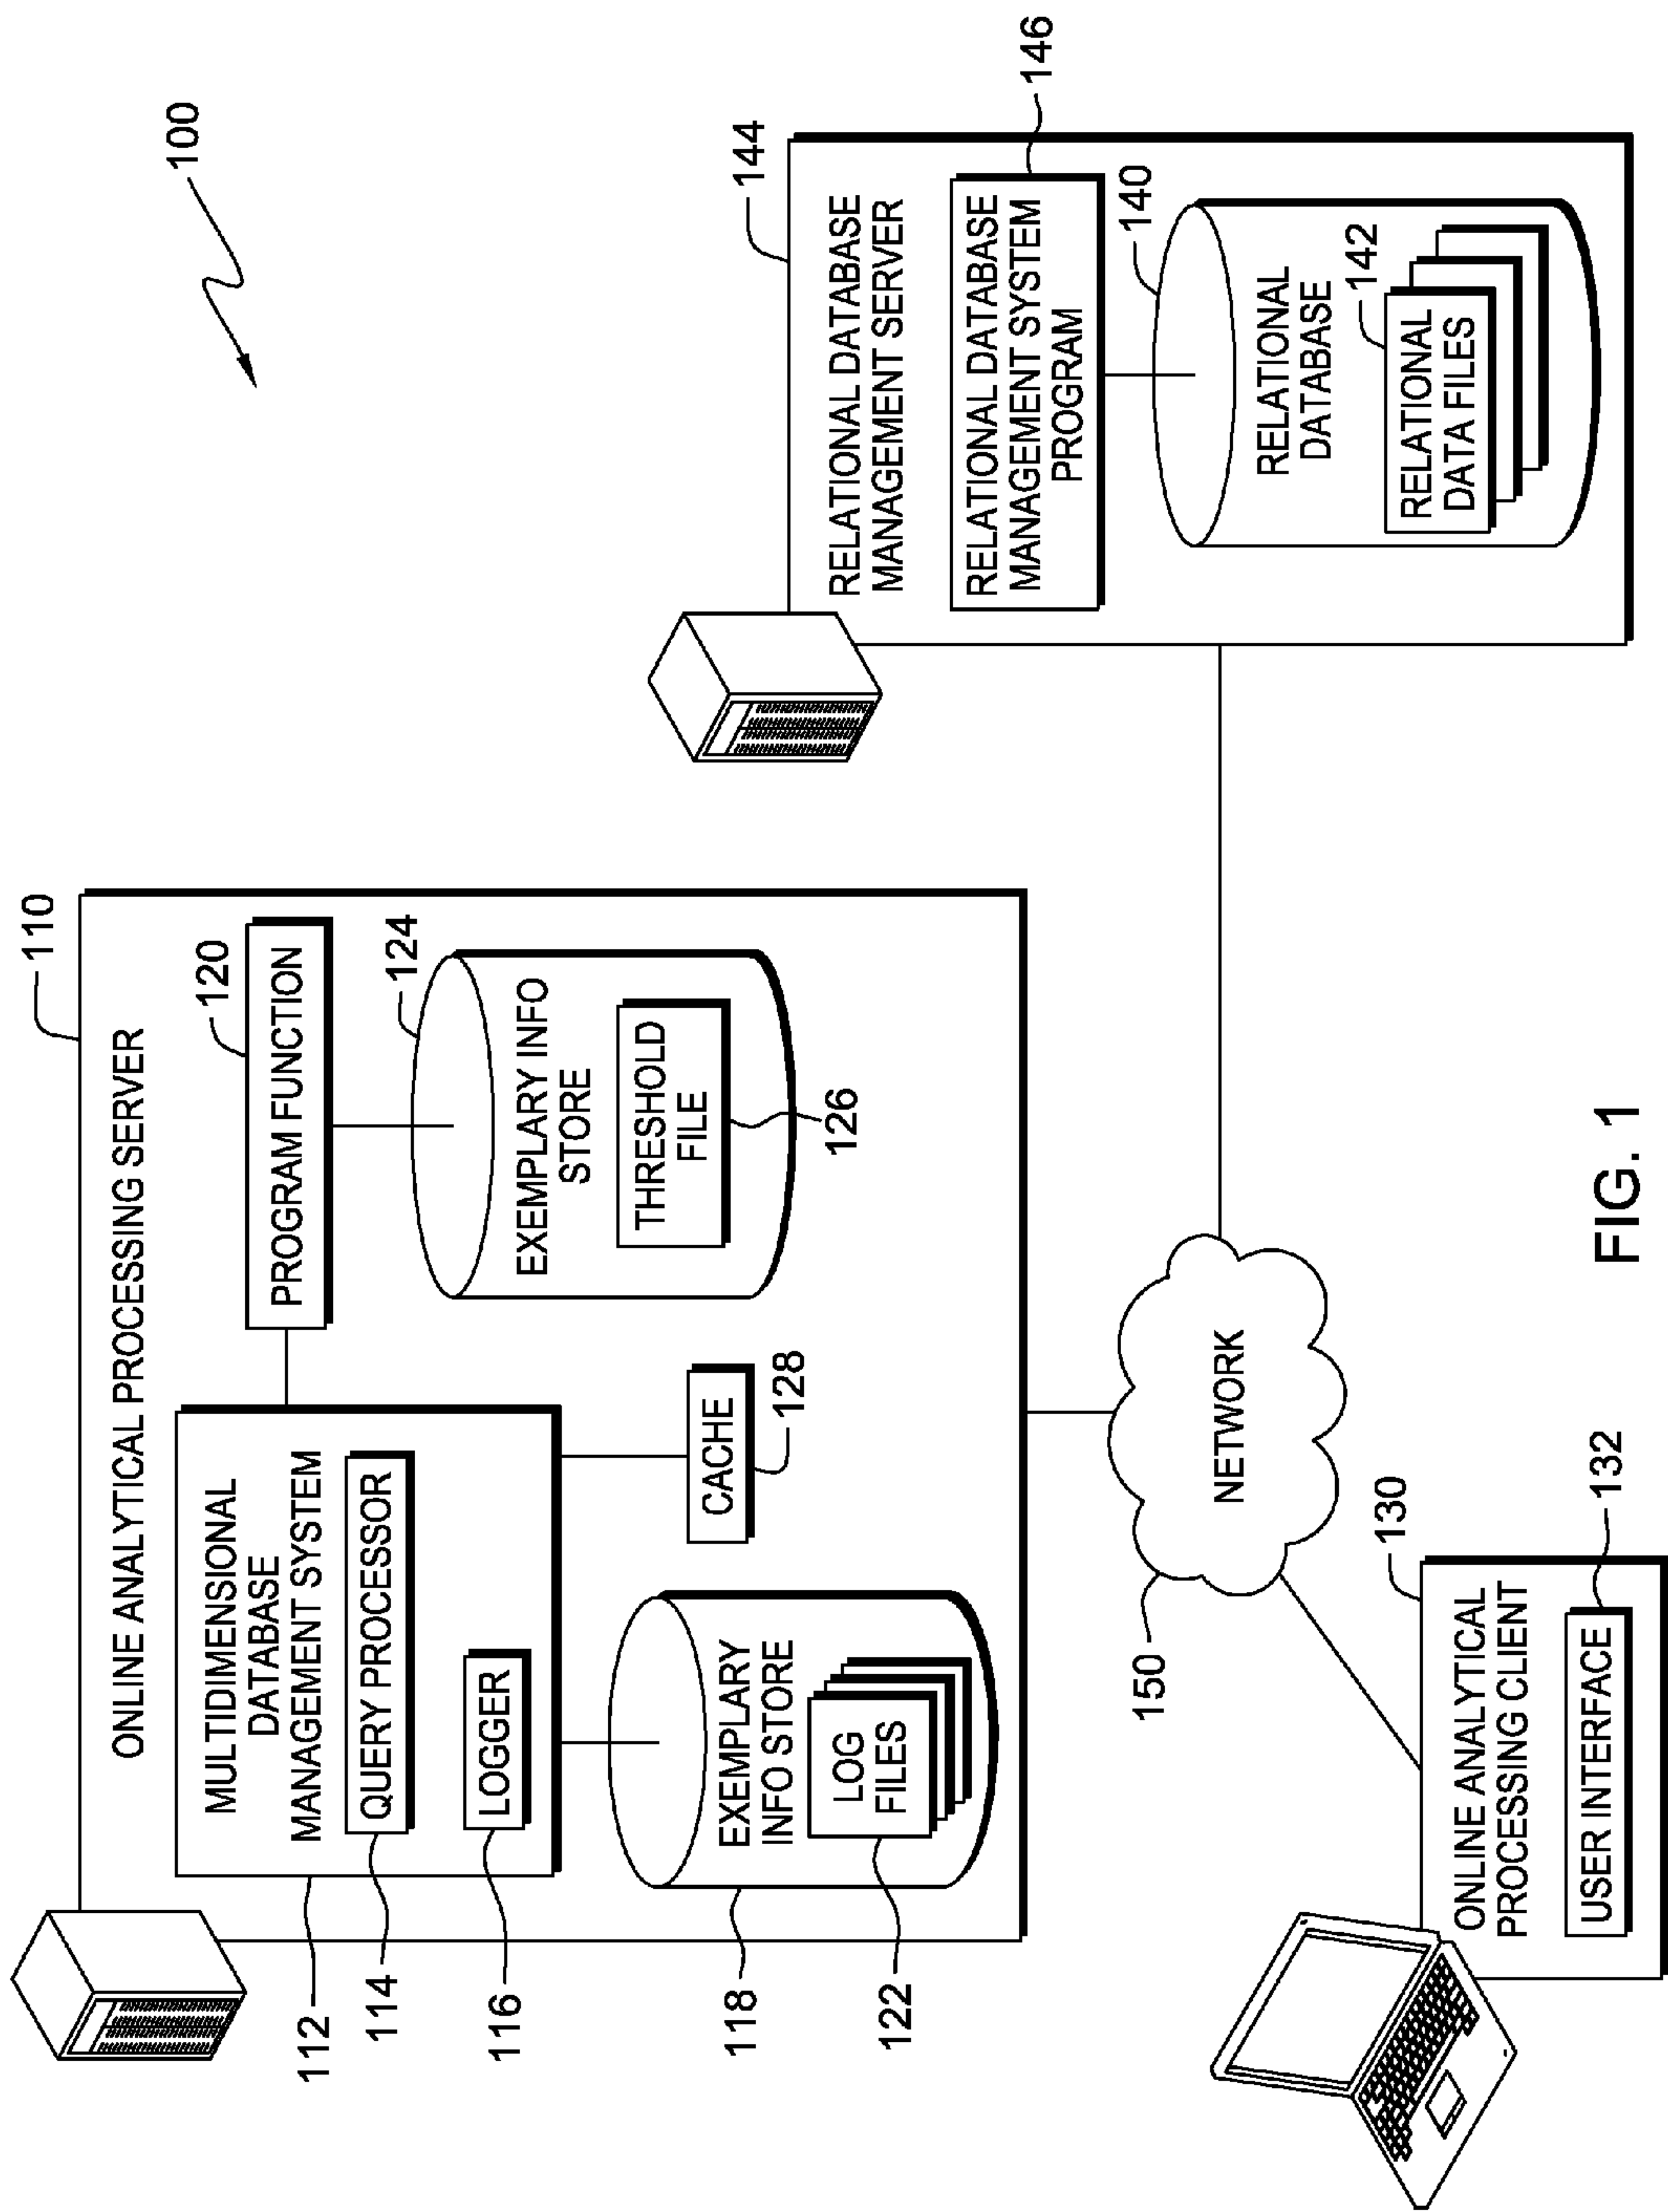 100
110
ONLINE ANALYTICAL PROCESSING SERVER
112
MULTIDIMENSIONAL
DATABASE
MANAGEMENT SYSTEM
114
QUERY PROCESSOR
116
LOGGER
120
PROGRAM FUNCTION
124
EXEMPLARY INFO
STORE
THRESHOLD
FILE
126
CACHE
128
118
EXEMPLARY
INFO STORE
122
LOG
FILES
144
RELATIONAL DATABASE
MANAGEMENT SERVER
146
RELATIONAL DATABASE
MANAGEMENT SYSTEM
PROGRAM
140
RELATIONAL
DATABASE
142
RELATIONAL
DATA FILES
150
NETWORK
130
ONLINE ANALYTICAL
PROCESSING CLIENT
132
USER INTERFACE
FIG. 1